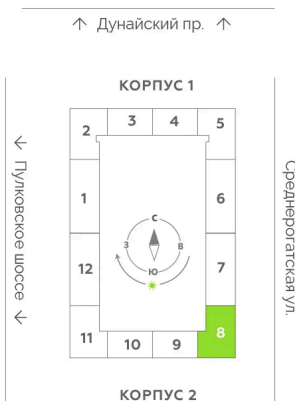 ↑ Дунайский пр. ↑
КОРПУС 1
2 3 4 5
← Пулковское шоссе ←
Среднерогатская ул.
1 6
С
З В
Ю
12 7
11 10 9 8
КОРПУС 2